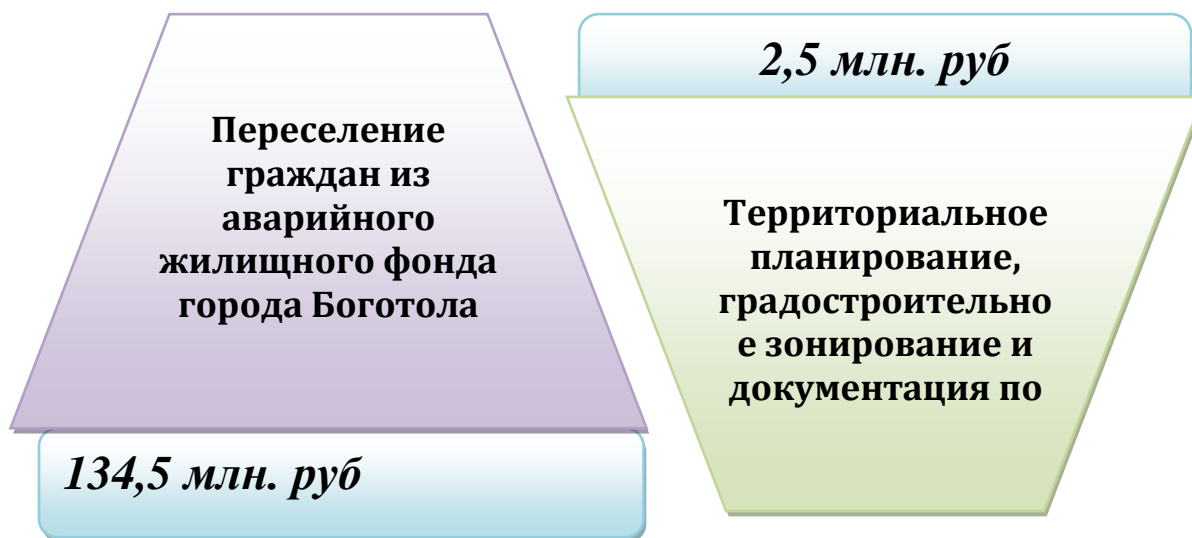 Переселение
граждан из
аварийного
жилищного фонда
города Боготола
134,5 млн. руб
2,5 млн. руб
Территориальное
планирование,
градостроительно
е зонирование и
документация по